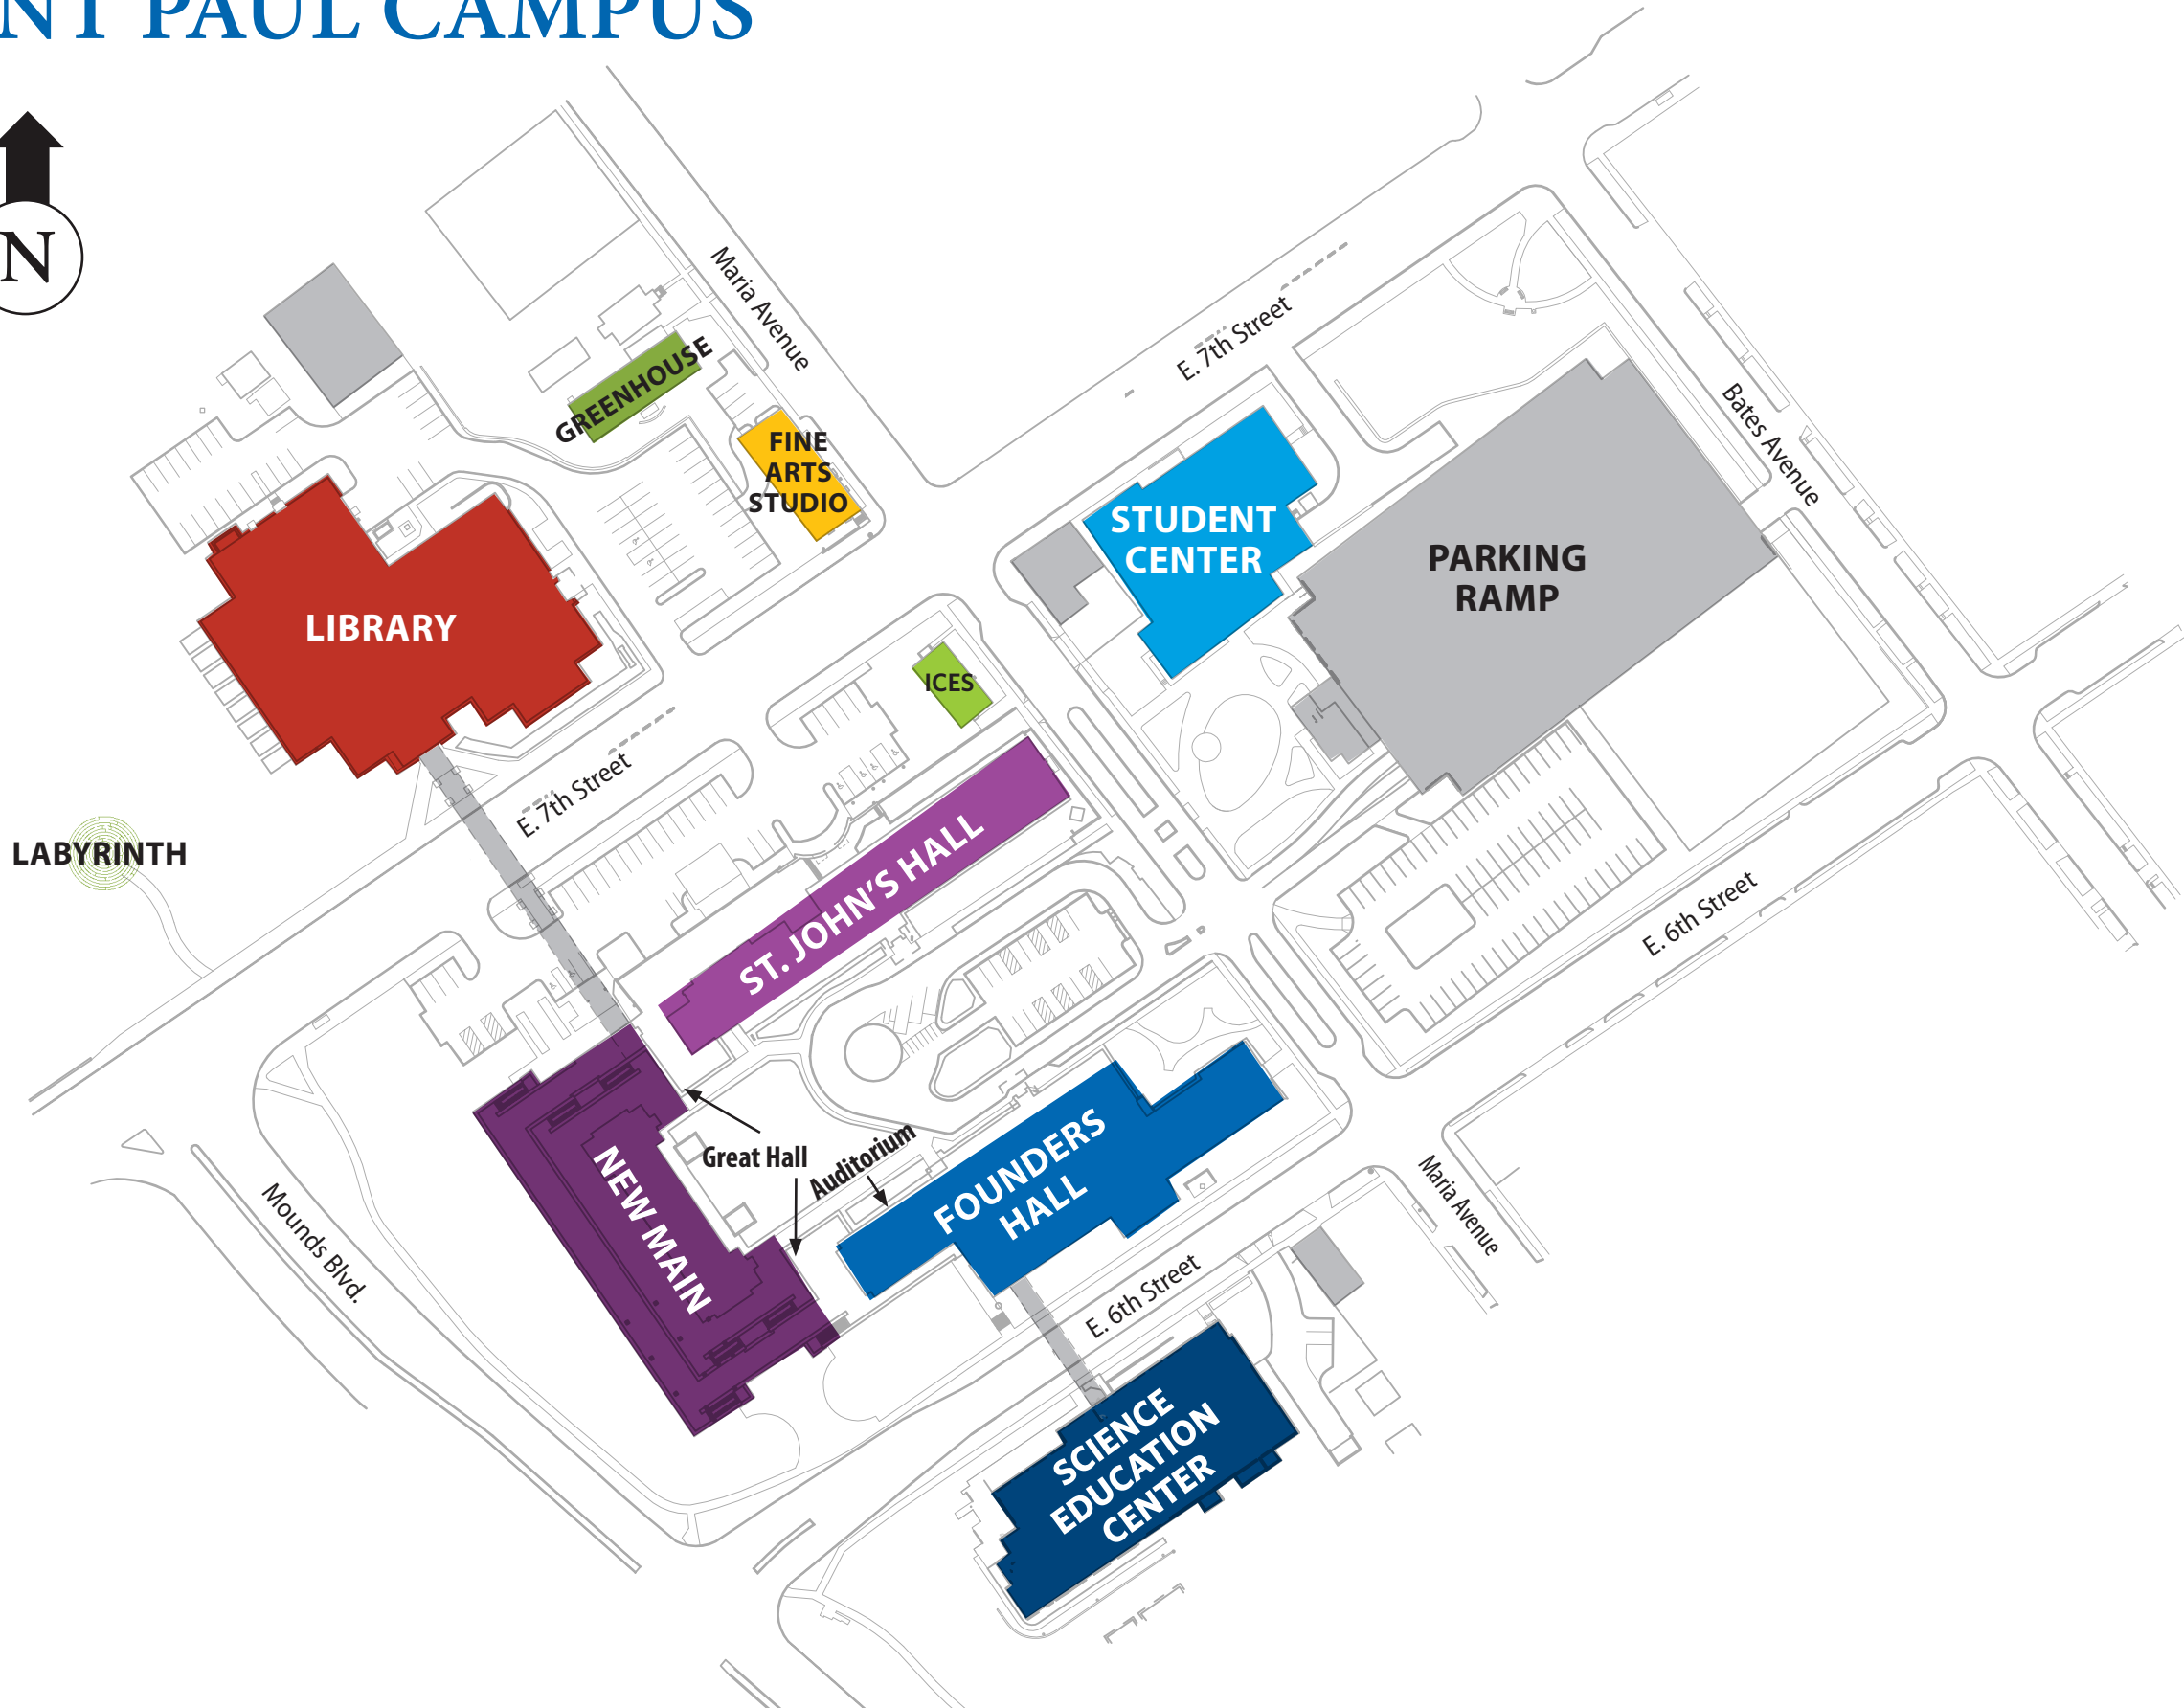 NT PAUL CAMPUS
N
Maria Avenue
E. 7th Street
Bates Avenue
GREENHOUSE
FINE
ARTS
STUDIO
STUDENT
CENTER
PARKING
RAMP
LIBRARY
ICES
E. 7th Street
LABYRINTH
ST. JOHN'S HALL
E. 6th Street
Great Hall
Auditorium
FOUNDERS
HALL
NEW MAIN
Maria Avenue
Mounds Blvd.
E. 6th Street
SCIENCE
EDUCATION
CENTER